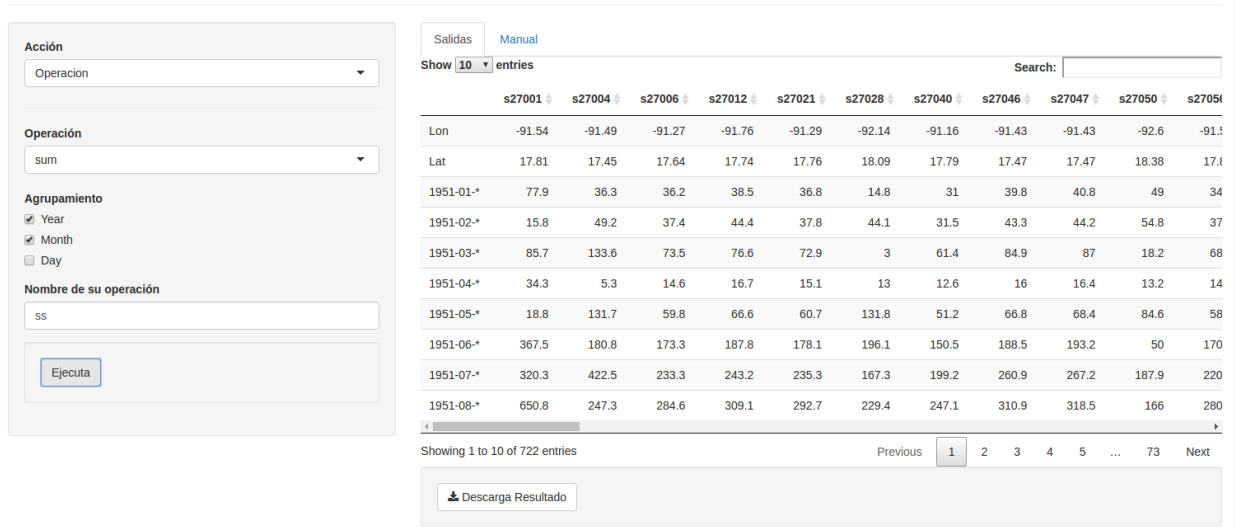 Acción
Operacion
Operación
sum
Agrupamiento
Year
Month
Day
Nombre de su operación
ss
Ejecuta
Salidas Manual
Show 10 entries Search:
s27001 s27004 s27006 s27012 s27021 s27028 s27040 s27046 s27047 s27050 s27056
Lon -91.54 -91.49 -91.27 -91.76 -91.29 -92.14 -91.16 -91.43 -91.43 -92.6 -91.5
Lat 17.81 17.45 17.64 17.74 17.76 18.09 17.79 17.47 17.47 18.38 17.8
1951-01-* 77.9 36.3 36.2 38.5 36.8 14.8 31 39.8 40.8 49 34
1951-02-* 15.8 49.2 37.4 44.4 37.8 44.1 31.5 43.3 44.2 54.8 37
1951-03-* 85.7 133.6 73.5 76.6 72.9 3 61.4 84.9 87 18.2 68
1951-04-* 34.3 5.3 14.6 16.7 15.1 13 12.6 16 16.4 13.2 14
1951-05-* 18.8 131.7 59.8 66.6 60.7 131.8 51.2 66.8 68.4 84.6 58
1951-06-* 367.5 180.8 173.3 187.8 178.1 196.1 150.5 188.5 193.2 50 170
1951-07-* 320.3 422.5 233.3 243.2 235.3 167.3 199.2 260.9 267.2 187.9 220
1951-08-* 650.8 247.3 284.6 309.1 292.7 229.4 247.1 310.9 318.5 166 280
Showing 1 to 10 of 722 entries Previous 1 2 3 4 5 … 73 Next
Descarga Resultado